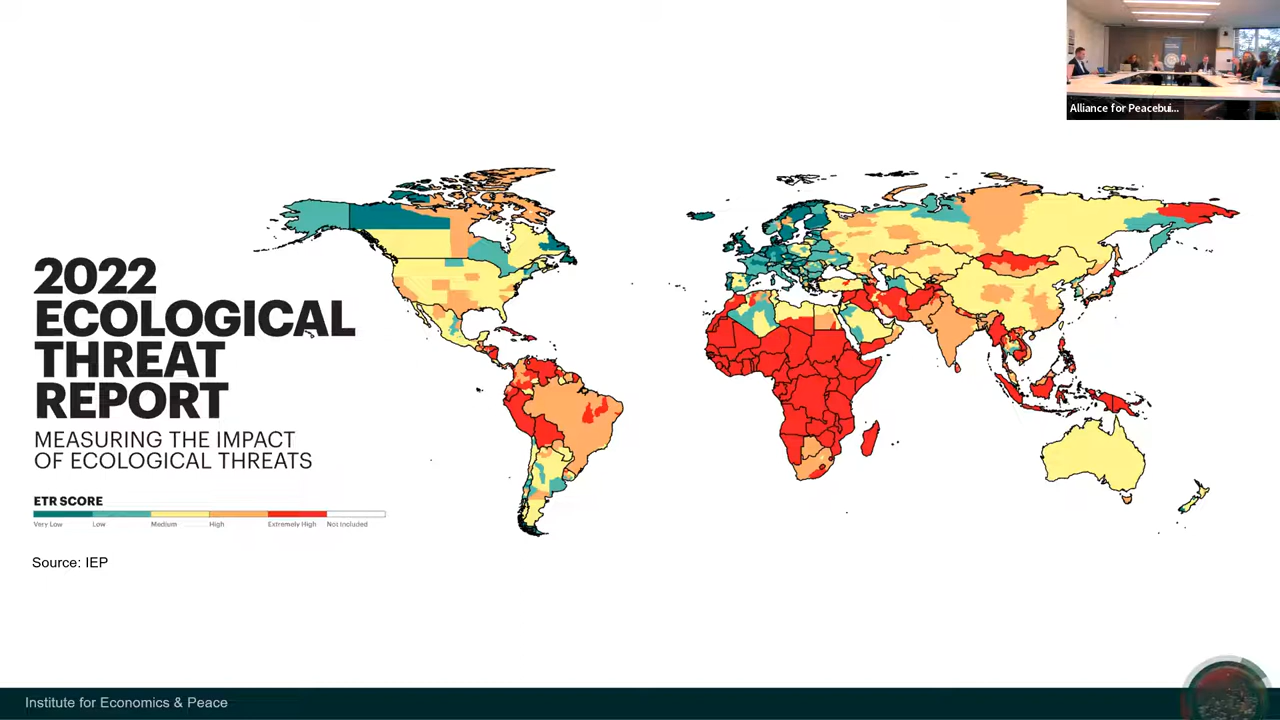 Alliance for Peacebui...
2022
ECOLOGICAL
THREAT
REPORT
MEASURING THE IMPACT
OF ECOLOGICAL THREATS
ETR SCORE
Very Low Low Medium High Extremely High Not Included
Source: IEP
Institute for Economics & Peace